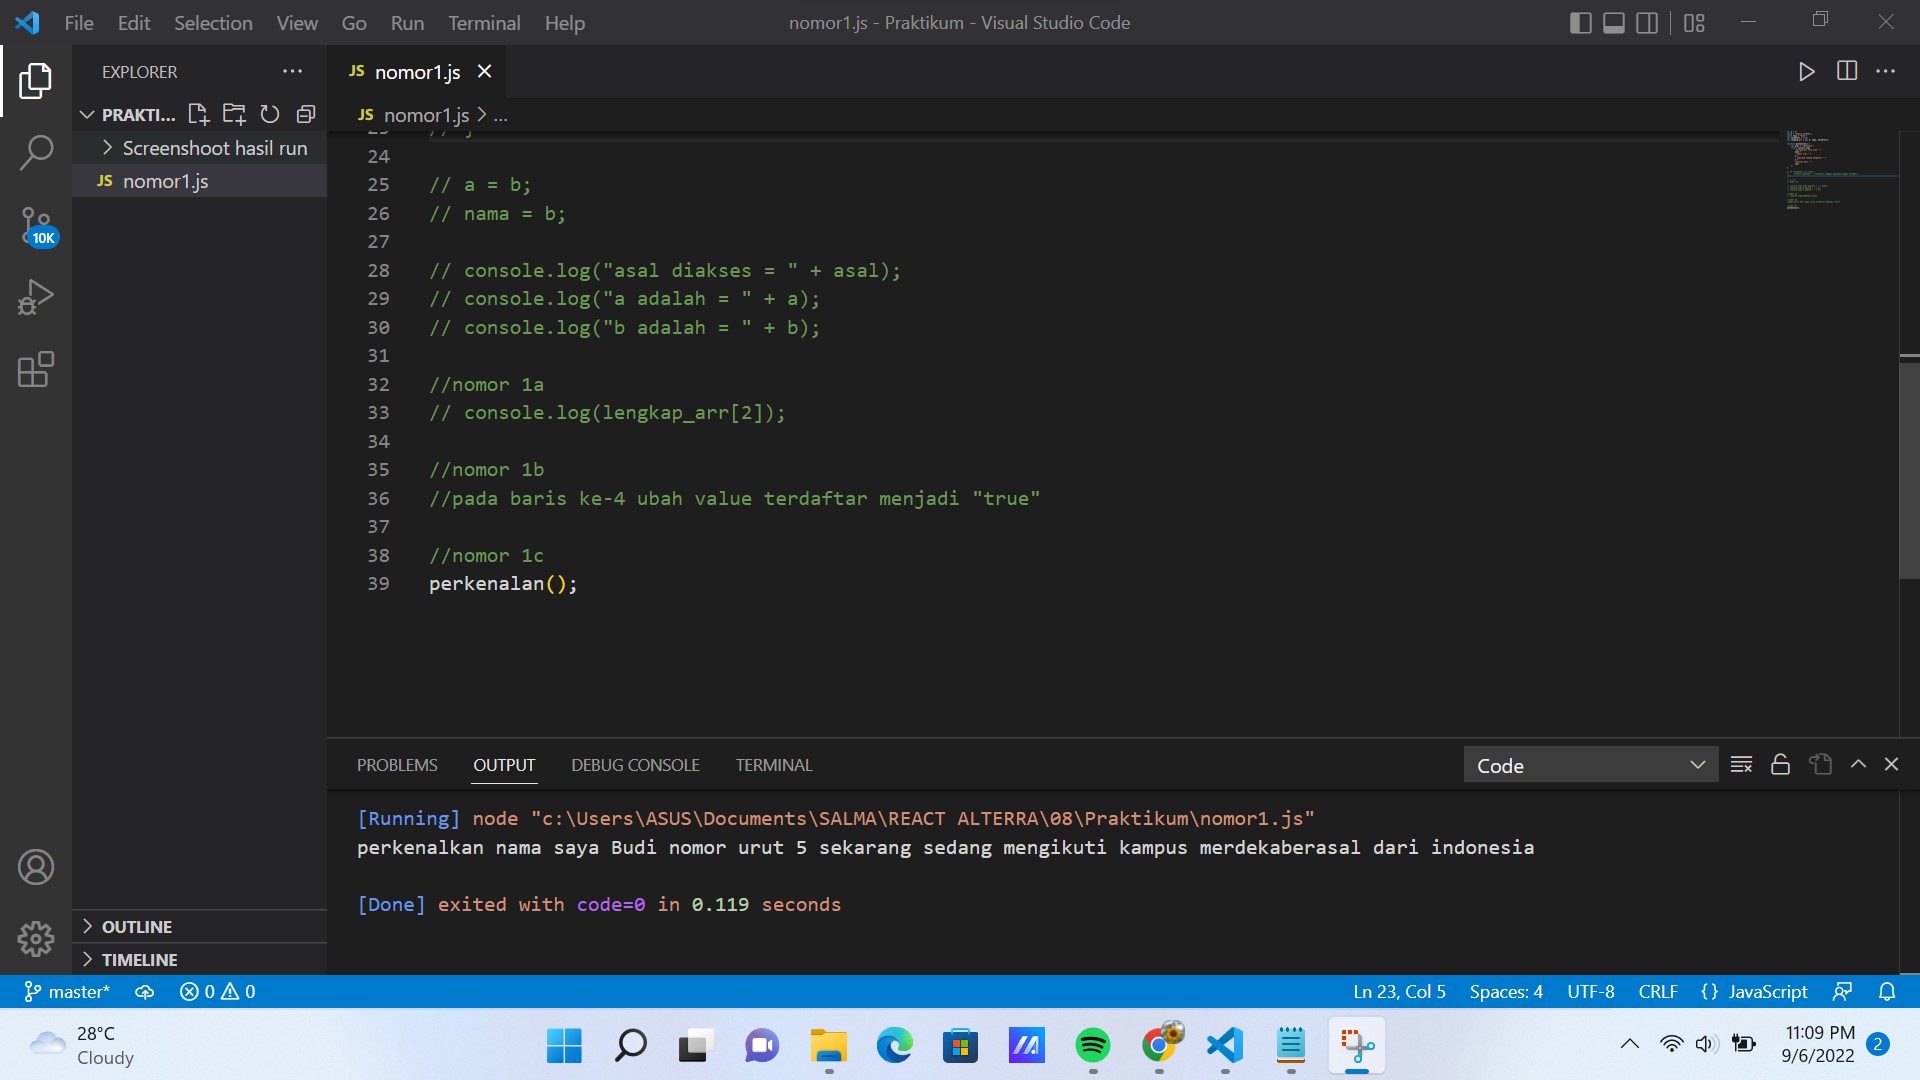 File Edit Selection View Go Run Terminal Help
nomor1.js - Praktikum - Visual Studio Code
EXPLORER
JS nomor1.js
PRAKTI...
JS nomor1.js > ...
Screenshoot hasil run
JS nomor1.js
10K
24
25 // a = b;
26 // nama = b;
27
28 // console.log("asal diakses = " + asal);
29 // console.log("a adalah = " + a);
30 // console.log("b adalah = " + b);
31
32 //nomor 1a
33 // console.log(lengkap_arr[2]);
34
35 //nomor 1b
36 //pada baris ke-4 ubah value terdaftar menjadi "true"
37
38 //nomor 1c
39 perkenalan();
PROBLEMS OUTPUT DEBUG CONSOLE TERMINAL
Code
[Running] node "c:\Users\ASUS\Documents\SALMA\REACT ALTERRA\08\Praktikum\nomor1.js"
perkenalkan nama saya Budi nomor urut 5 sekarang sedang mengikuti kampus merdekaberasal dari indonesia
[Done] exited with code=0 in 0.119 seconds
OUTLINE
TIMELINE
master* 0 0
Ln 23, Col 5 Spaces: 4 UTF-8 CRLF {} JavaScript
28°C
Cloudy
11:09 PM
9/6/2022
2